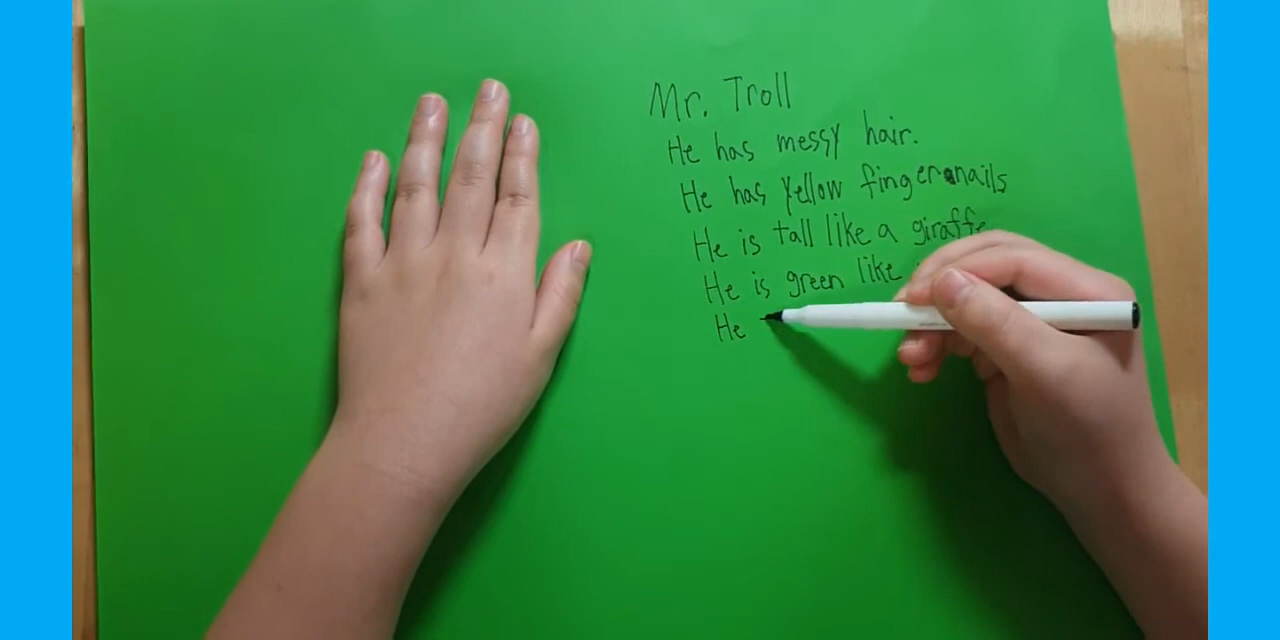 Mr. Troll
He has messy hair.
He has yellow fingernails
He is tall like a giraffe
He is green like
He